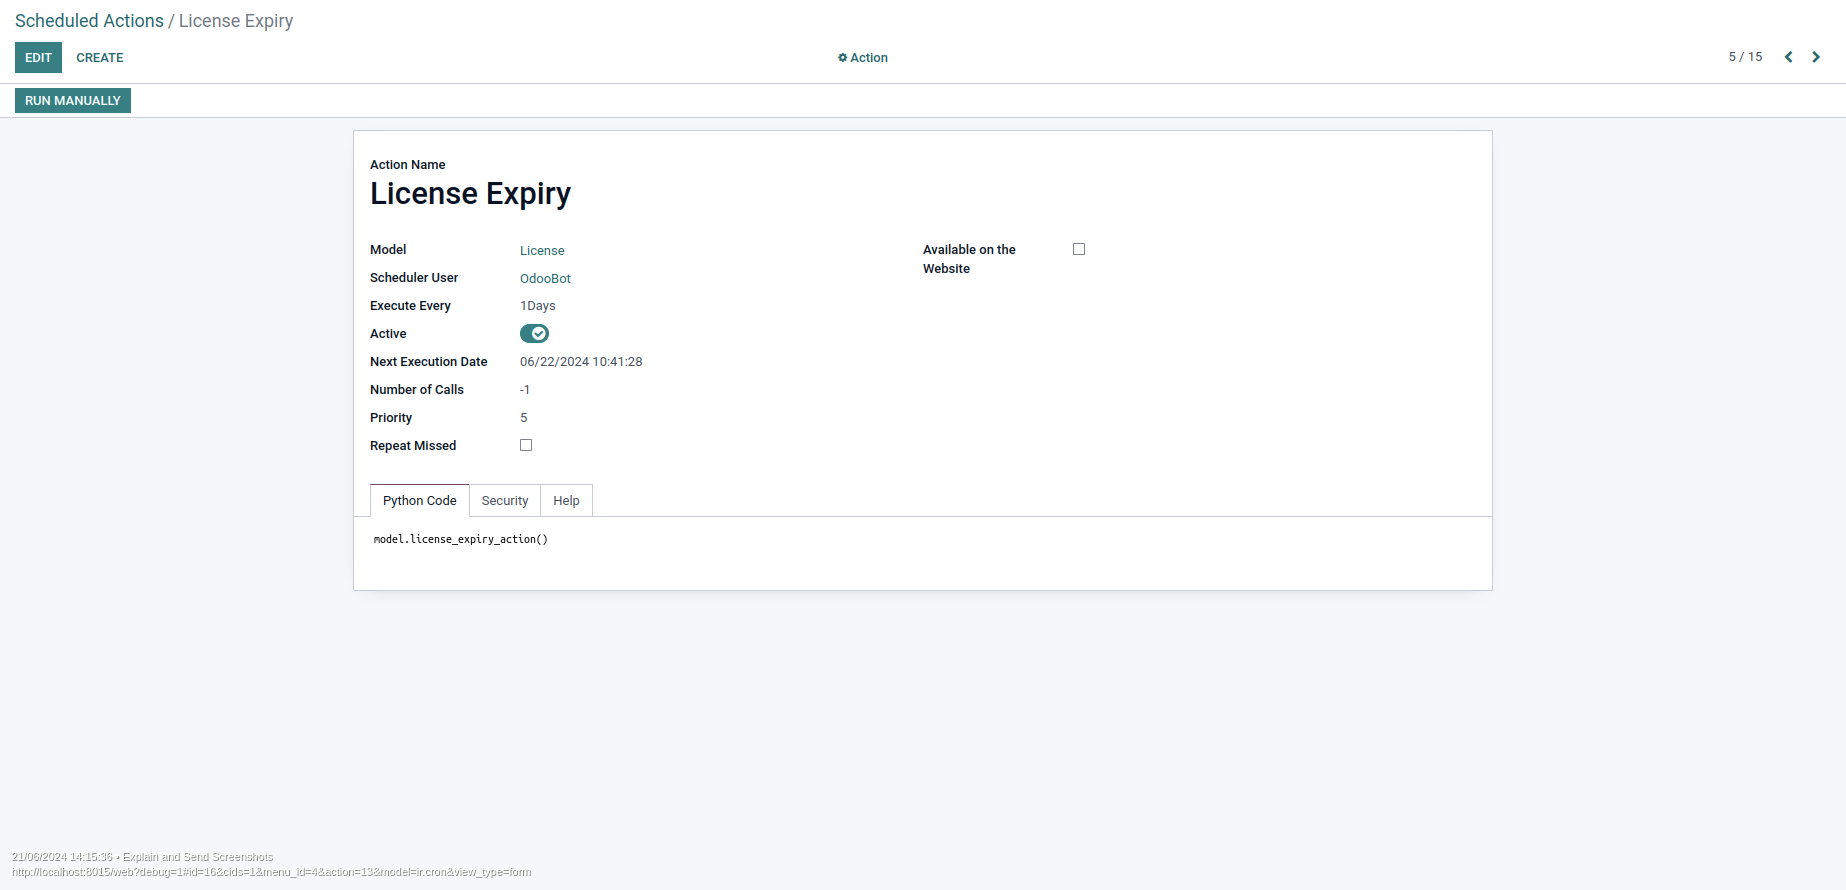 Scheduled Actions / License Expiry
EDIT CREATE Action 5 / 15
RUN MANUALLY
Action Name
License Expiry
Model License
Available on the Website
Scheduler User OdooBot
Execute Every 1Days
Active
Next Execution Date 06/22/2024 10:41:28
Number of Calls -1
Priority 5
Repeat Missed
Python Code Security Help
model.license_expiry_action()
21/06/2024 14:15:36 • Explain and Send Screenshots
http://localhost:8015/web?debug=1#id=16&cids=1&menu_id=4&action=13&model=ir.cron&view_type=form